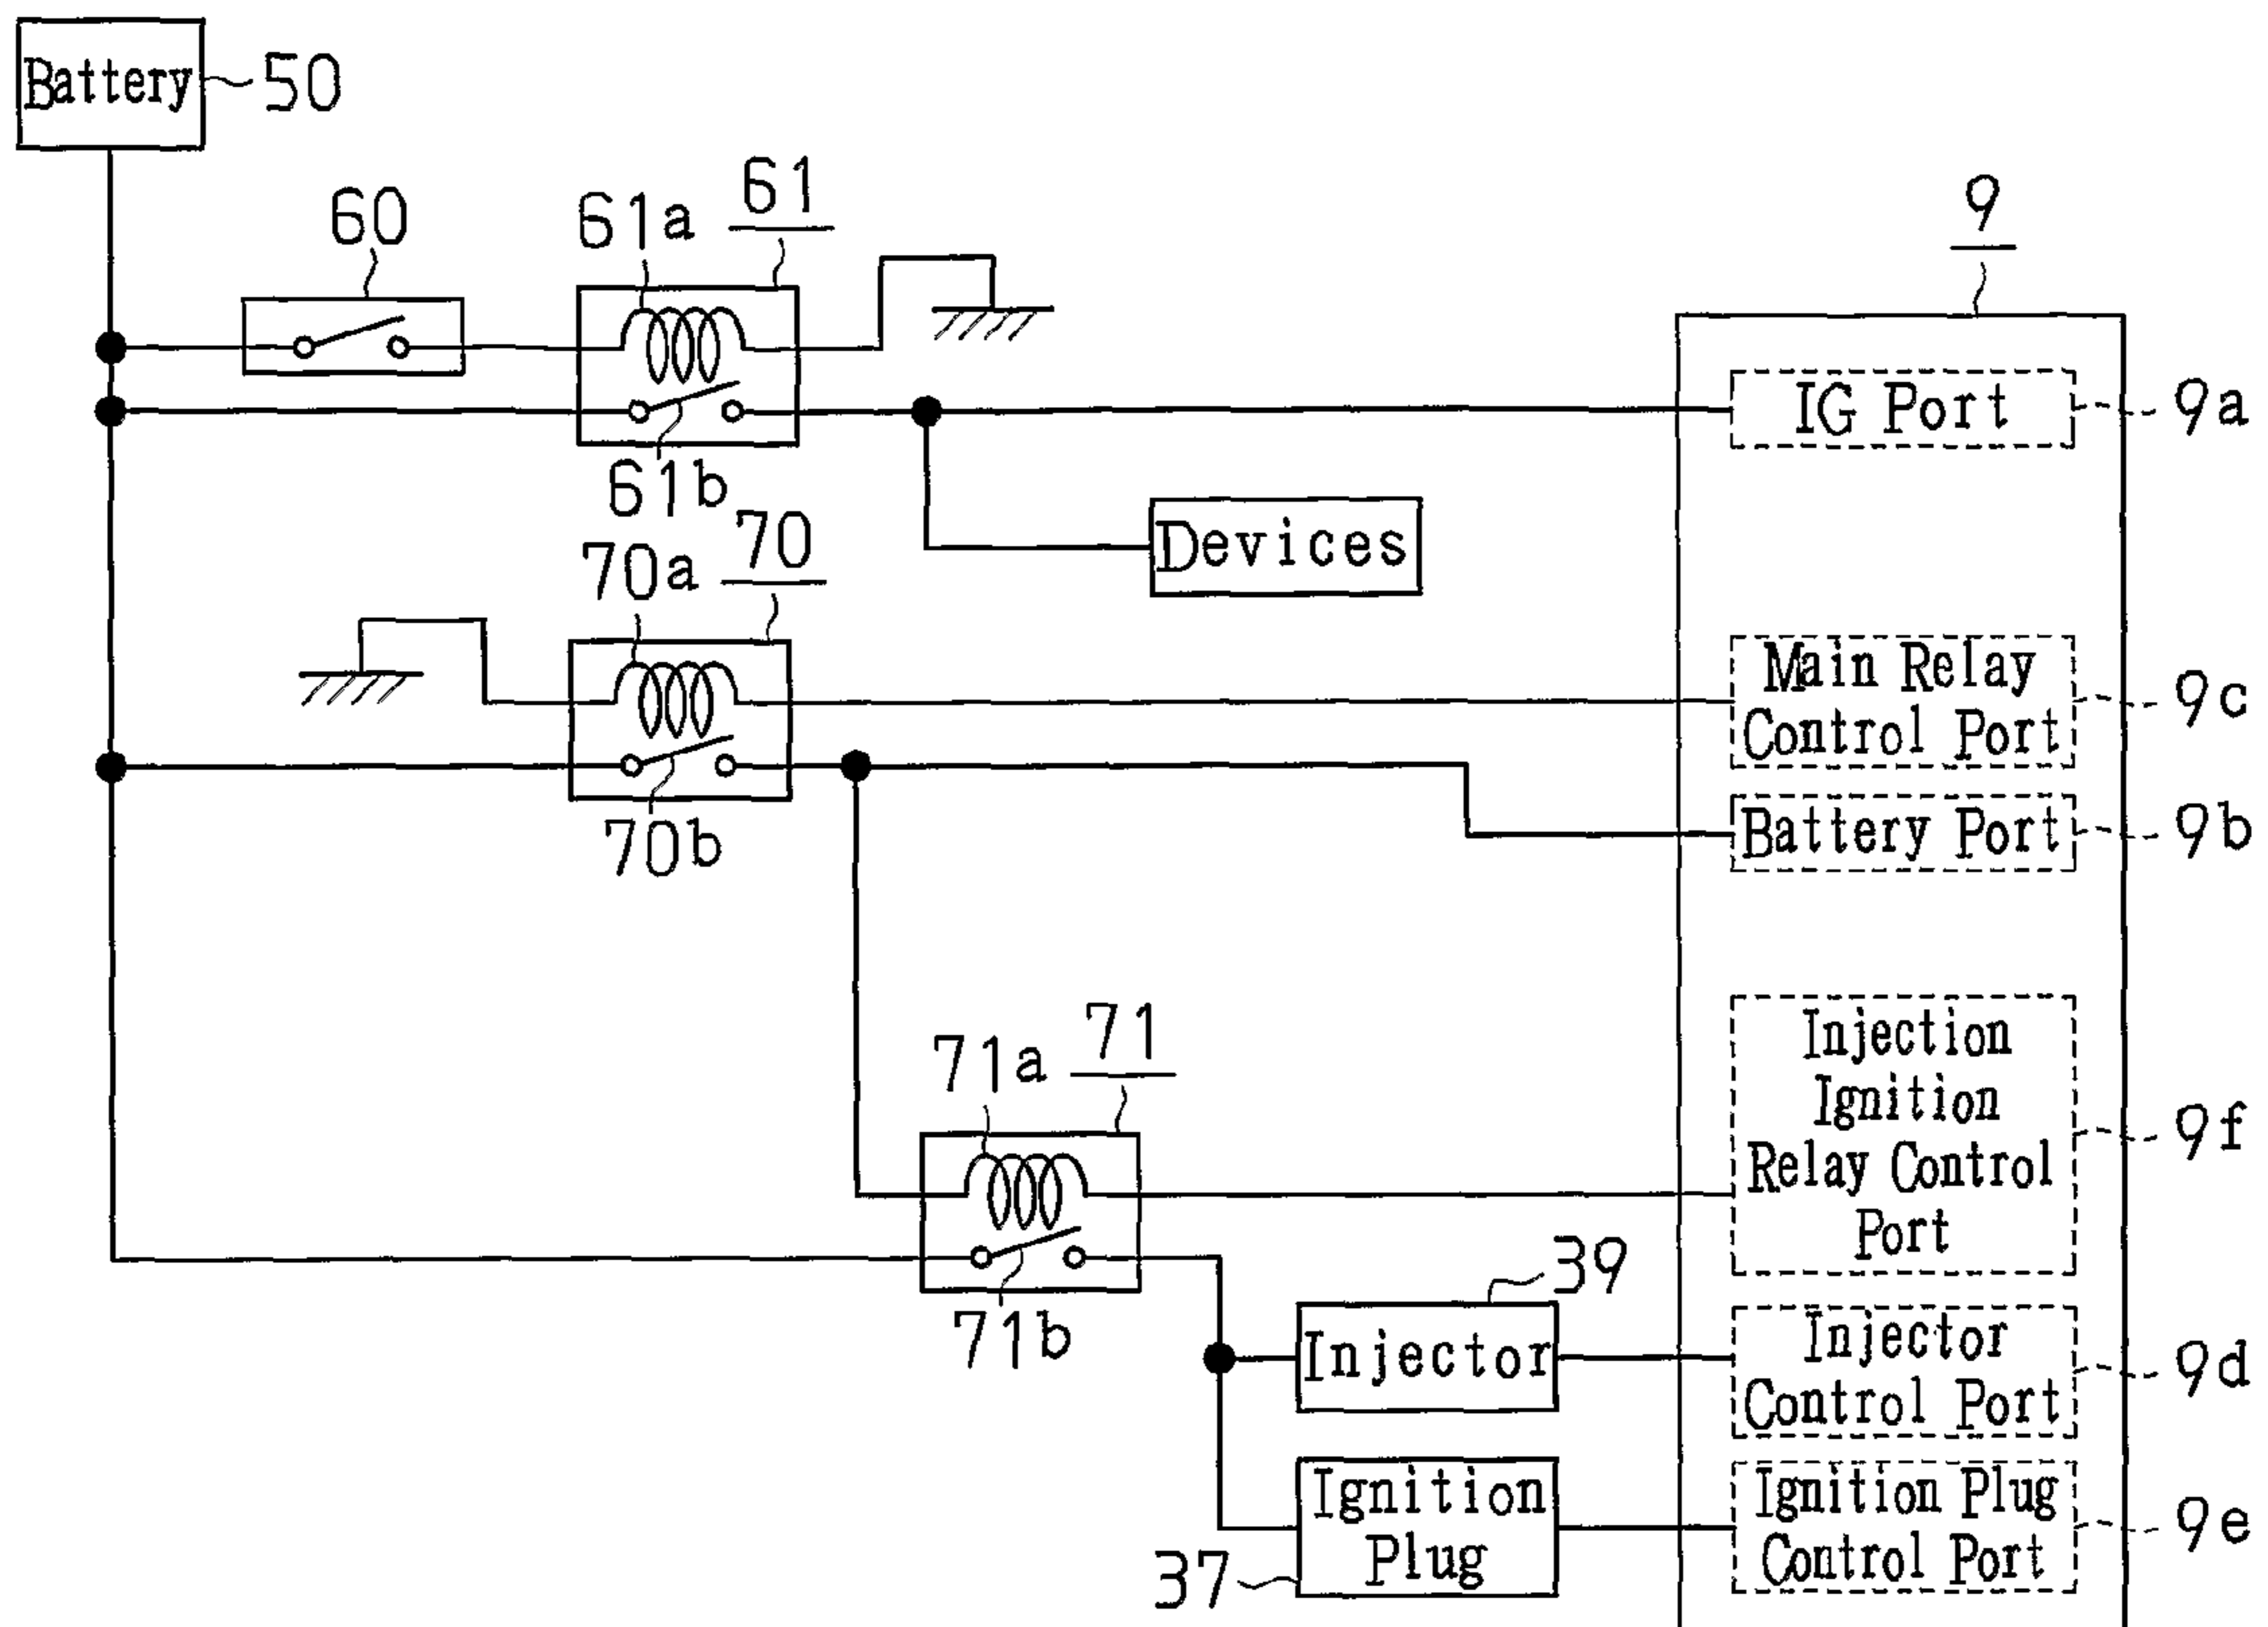 Battery
50
60
61a
61
9
IG Port
9a
61b
Devices
70a
70
Main Relay
Control Port
9c
70b
Battery Port
9b
71a
71
Injection
Ignition
Relay Control
Port
9f
71b
39
Injector
Injector
Control Port
9d
Ignition
Plug
37
Ignition Plug
Control Port
9e